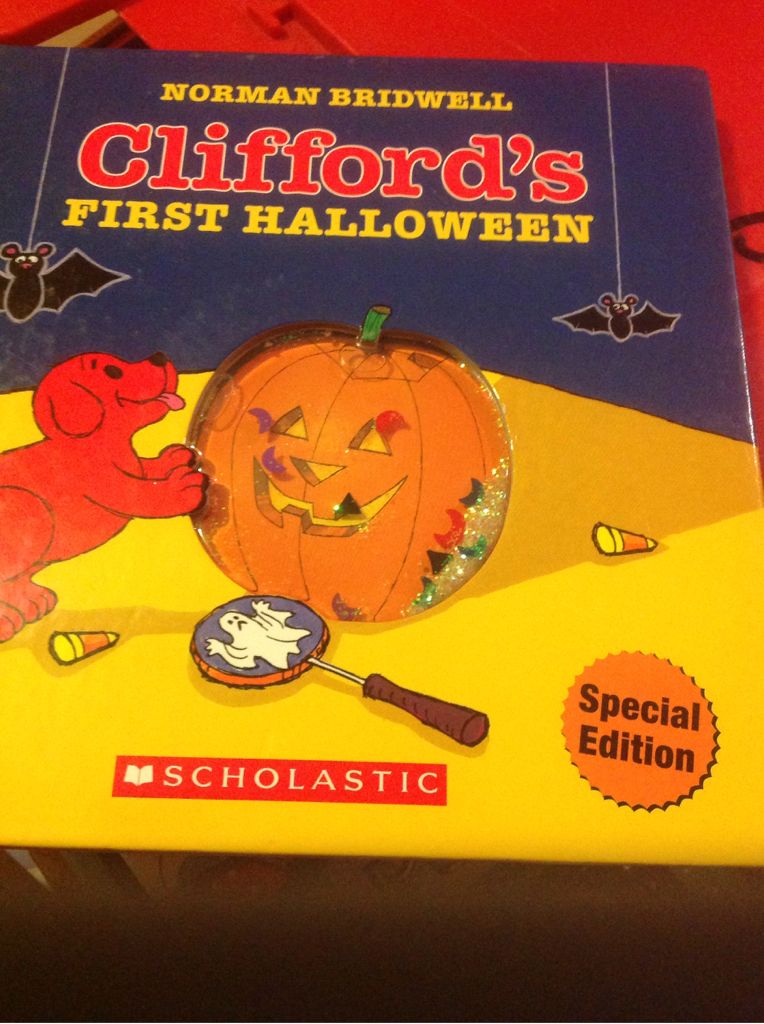 NORMAN BRIDWELL
Clifford's
FIRST HALLOWEEN
Special
Edition
SCHOLASTIC